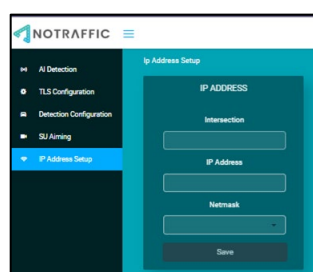 NOTRAFFIC
Ip Address Setup
AI Detection
TLS Configuration
Detection Configuration
SU Aiming
IP Address Setup
IP ADDRESS
Intersection
IP Address
Netmask
Save